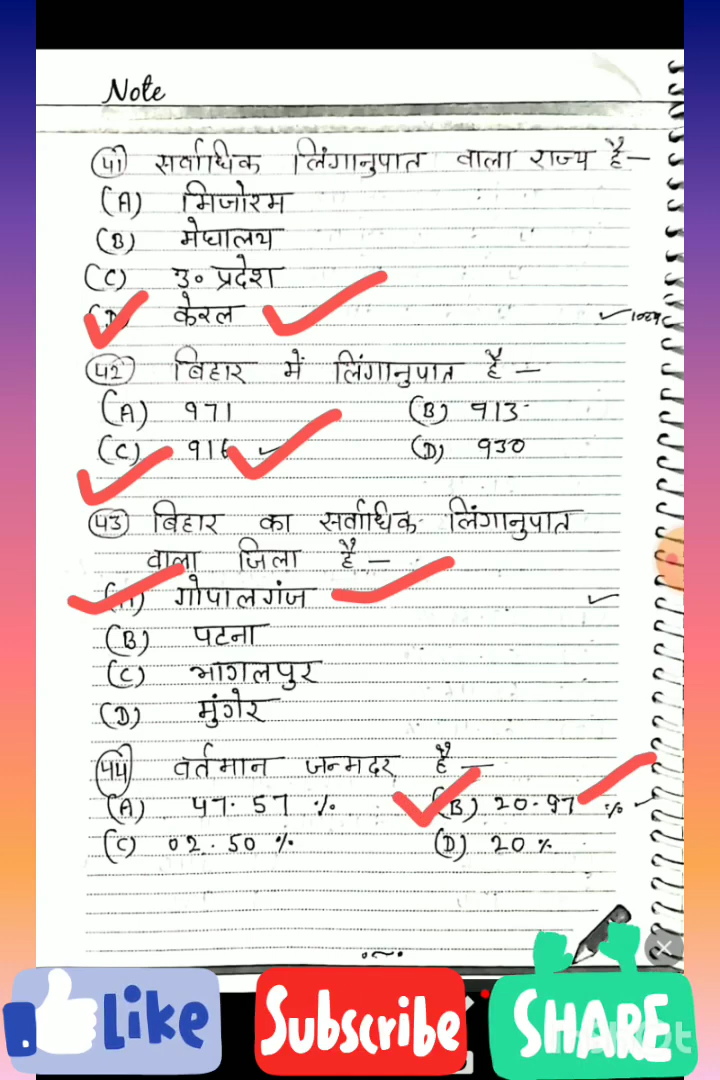 Note
(41) सर्वाधिक लिंगानुपात वाला राज्य है—
(A) मिजोरम
(B) मेघालय
(C) उ० प्रदेश
(D) केरल
(42) बिहार में लिंगानुपात है —
(A) 971 (B) 913
(C) 916 (D) 930
(43) बिहार का सर्वाधिक लिंगानुपात
वाला जिला है —
गोपालगंज
(B) पटना
(C) भागलपुर
(D) मुंगेर
(44) वर्तमान जन्मदर है —
(A) 47.57 % (B) 20.97 %
(C) 02.50 % (D) 20 %
Like Subscribe SHARE